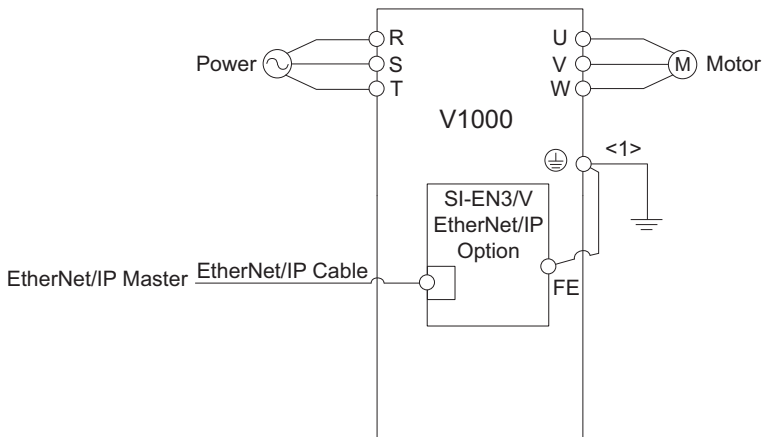 R
U
Power
S
V
M
Motor
T
W
V1000
<1>
SI-EN3/V
EtherNet/IP
Option
EtherNet/IP Master
EtherNet/IP Cable
FE